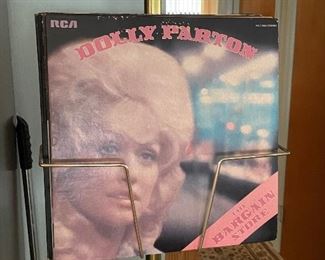 RCA
DOLLY PARTON
THE
BARGAIN
STORE